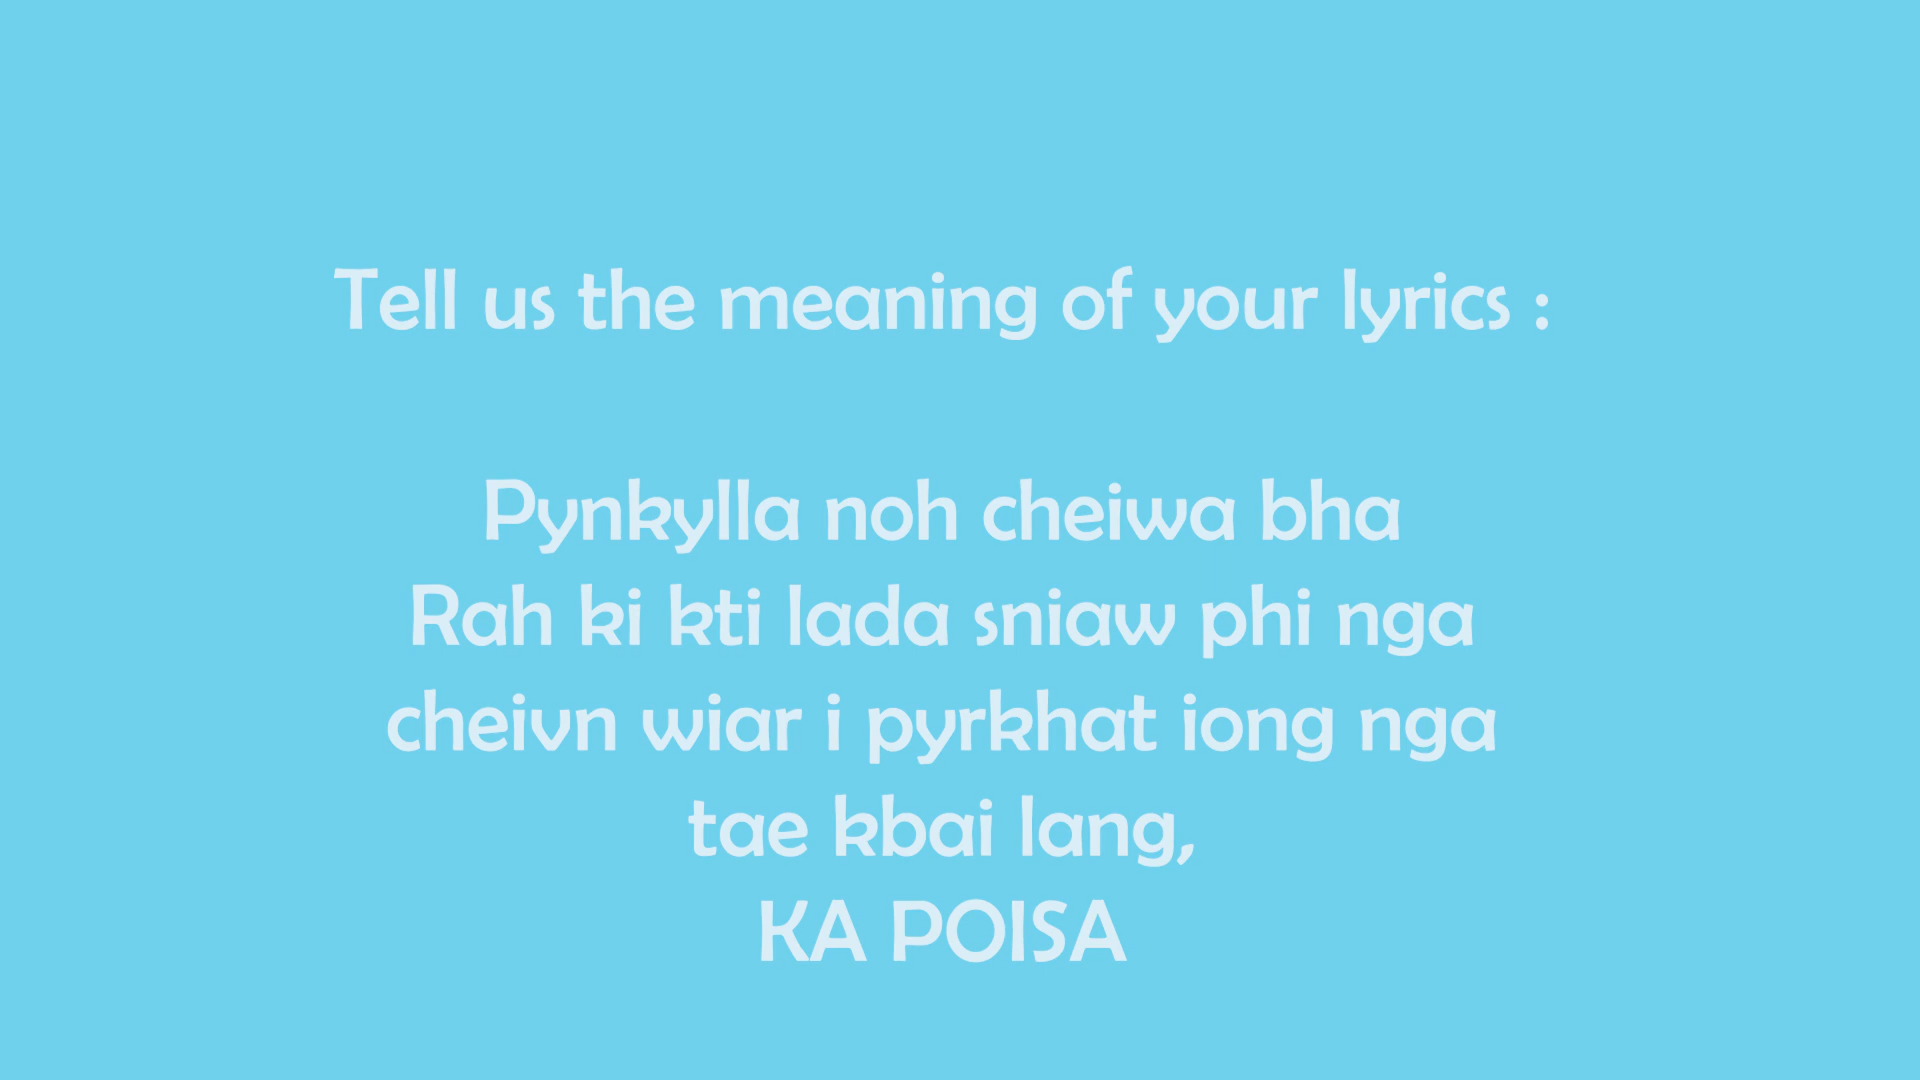 Tell us the meaning of your lyrics :
Pynkylla noh cheiwa bha
Rah ki kti lada sniaw phi nga
cheivn wiar i pyrkhat iong nga
tae kbai lang,
KA POISA